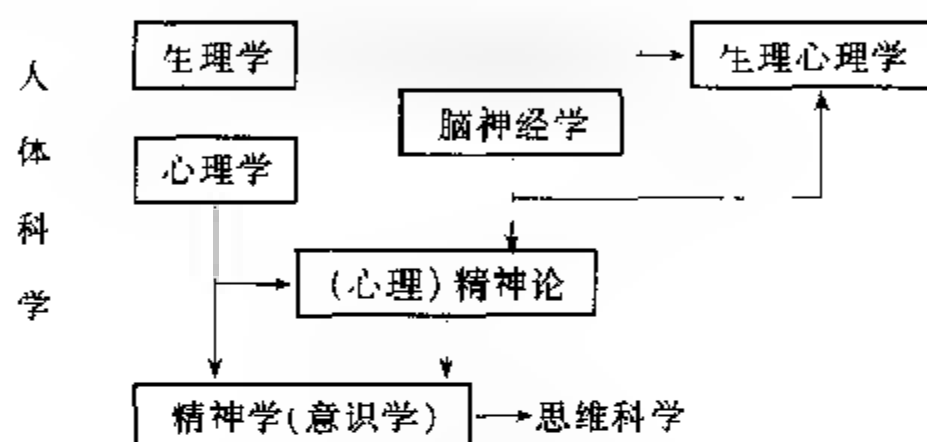 人体科学
生理学
生理心理学
脑神经学
心理学
(心理)精神论
精神学(意识学)
思维科学